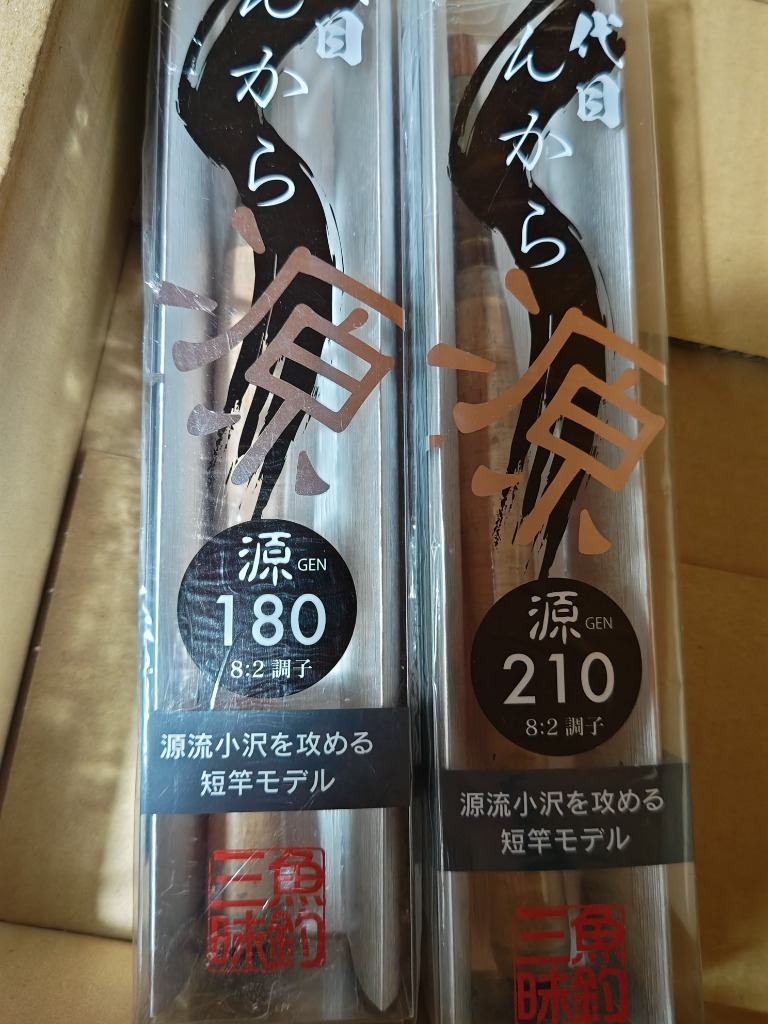 目
んから
源
源 GEN
180
8:2 調子
源流小沢を攻める
短竿モデル
魚釣
三昧
代目
んから
源
源 GEN
210
8:2 調子
源流小沢を攻める
短竿モデル
魚釣
三昧